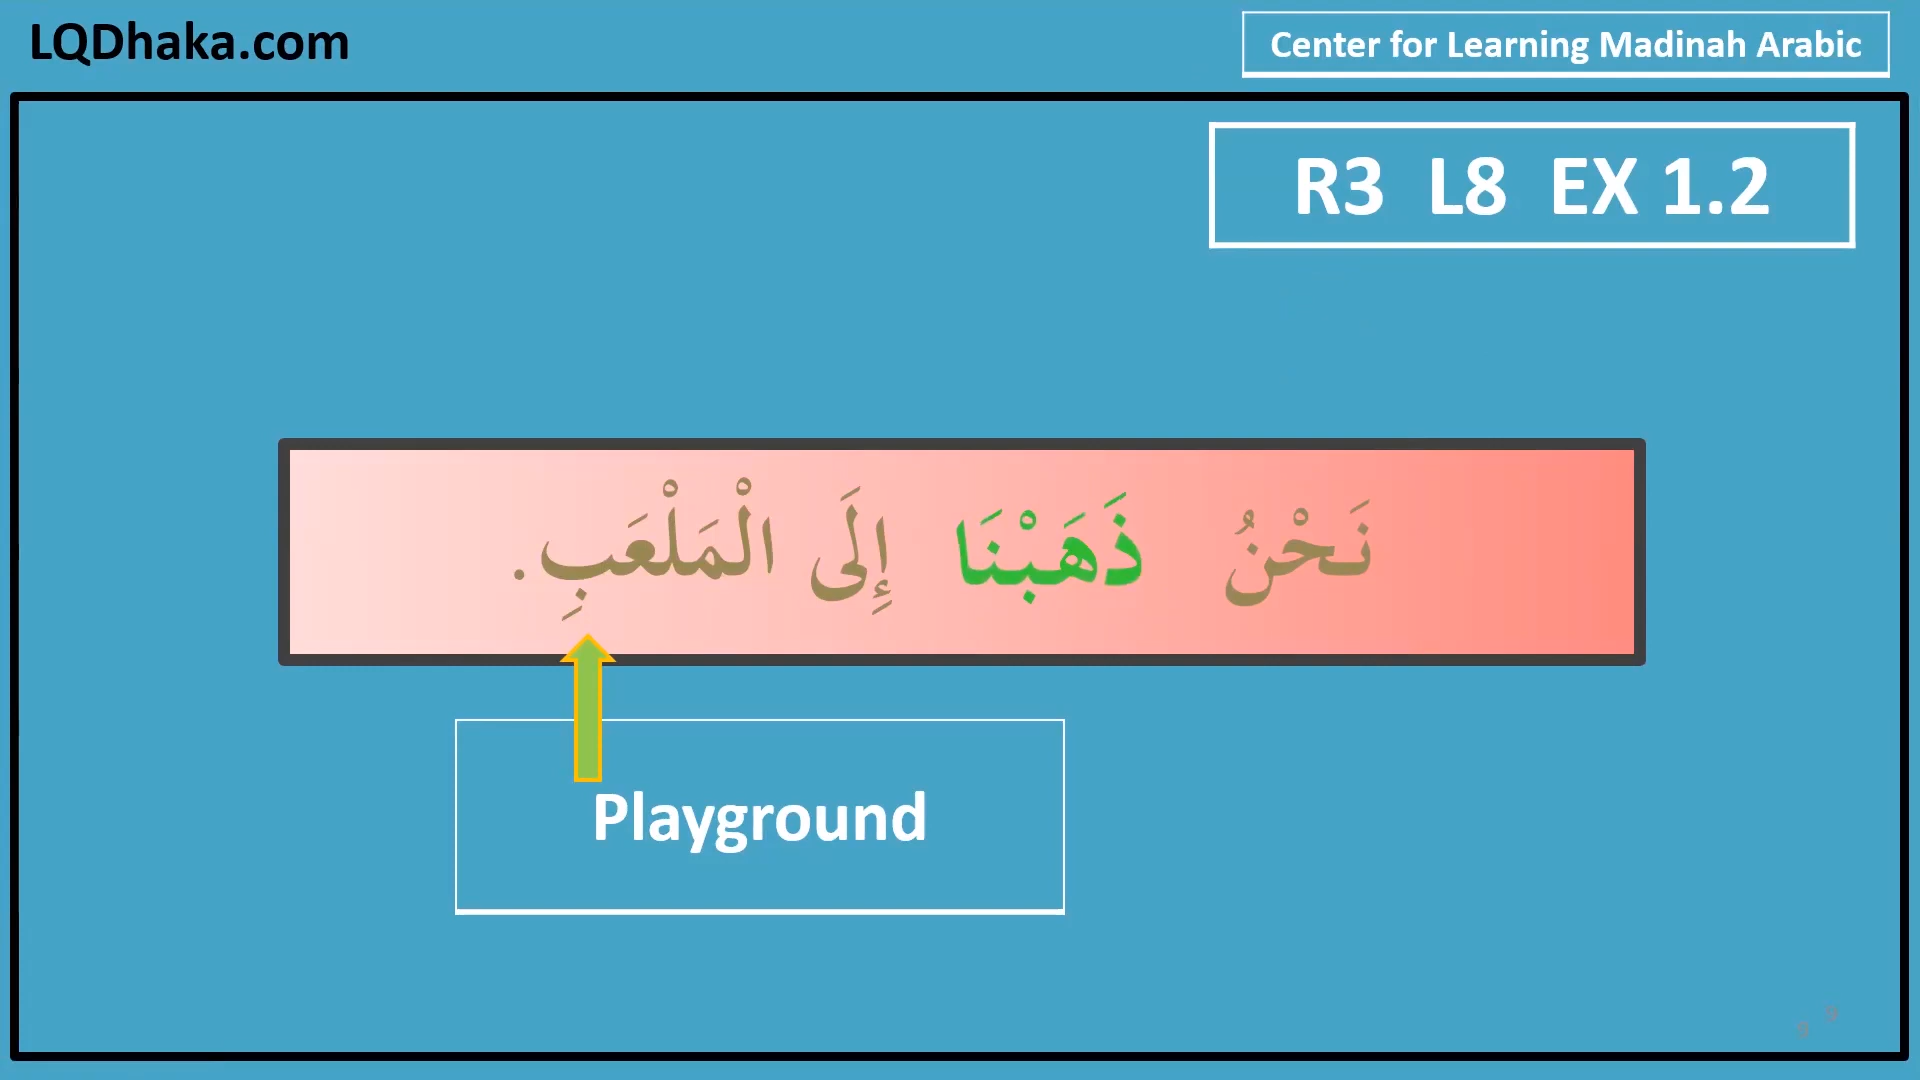 LQDhaka.com
Center for Learning Madinah Arabic
R3 L8 EX 1.2
نَحْنُ ذَهَبْنَا إِلَى الْمَلْعَبِ.
Playground